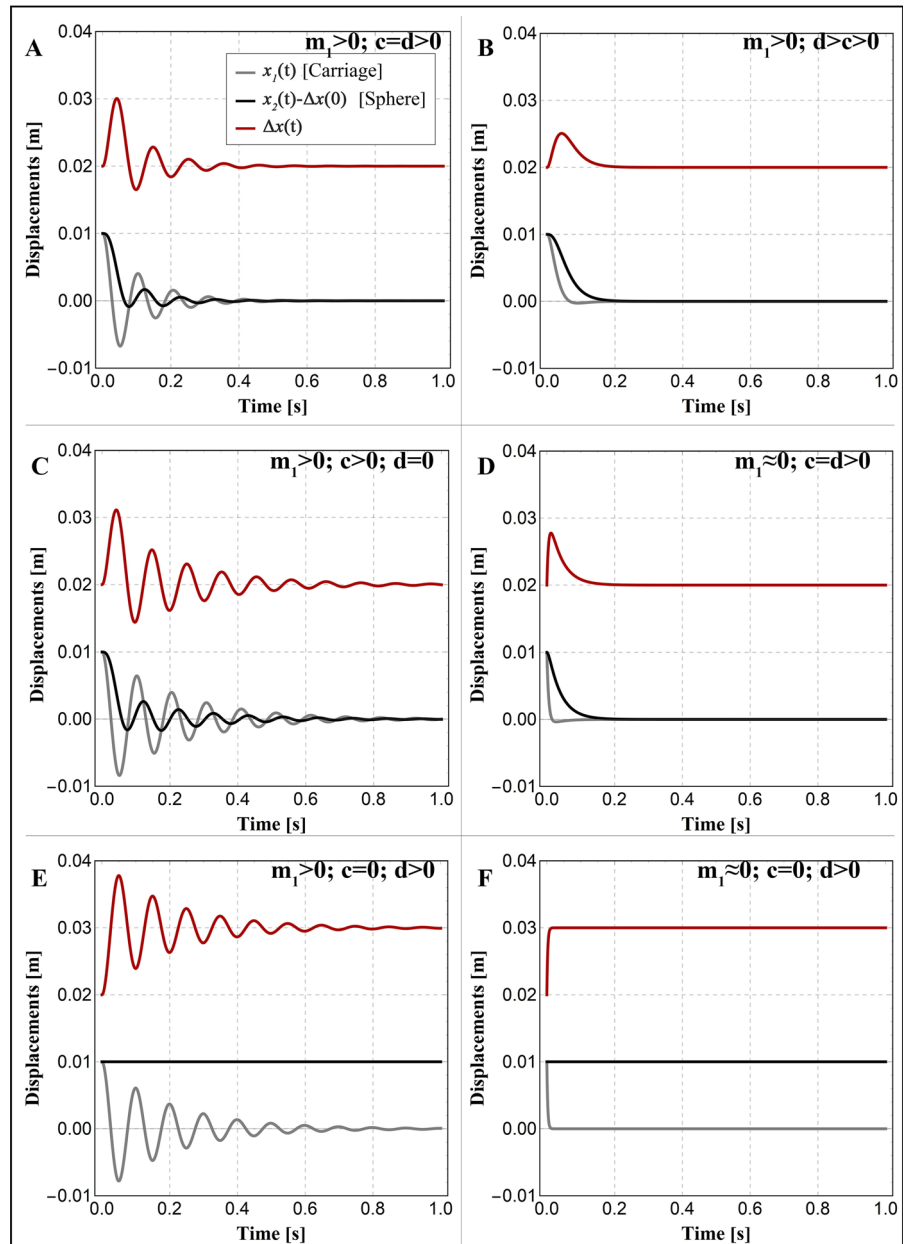 A
m₁>0; c=d>0
x₁(t) [Carriage]
x₂(t)-Δx(0) [Sphere]
Δx(t)
0.04
0.03
0.02
0.01
0.00
−0.01
Displacements [m]
0.0 0.2 0.4 0.6 0.8 1.0
Time [s]
B
m₁>0; d>c>0
0.04
0.03
0.02
0.01
0.00
−0.01
Displacements [m]
0.0 0.2 0.4 0.6 0.8 1.0
Time [s]
C
m₁>0; c>0; d=0
0.04
0.03
0.02
0.01
0.00
−0.01
Displacements [m]
0.0 0.2 0.4 0.6 0.8 1.0
Time [s]
D
m₁≈0; c=d>0
0.04
0.03
0.02
0.01
0.00
−0.01
Displacements [m]
0.0 0.2 0.4 0.6 0.8 1.0
Time [s]
E
m₁>0; c=0; d>0
0.04
0.03
0.02
0.01
0.00
−0.01
Displacements [m]
0.0 0.2 0.4 0.6 0.8 1.0
Time [s]
F
m₁≈0; c=0; d>0
0.04
0.03
0.02
0.01
0.00
−0.01
Displacements [m]
0.0 0.2 0.4 0.6 0.8 1.0
Time [s]